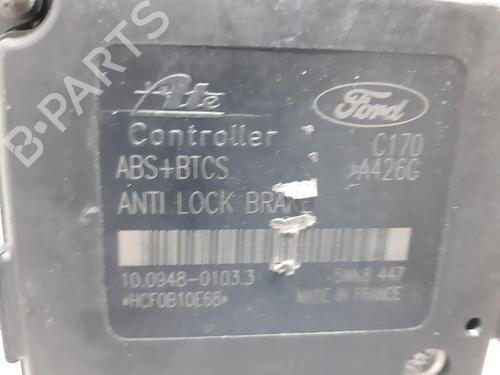 B-PARTS
Ate
Ford
Controller
C170
ABS+BTCS
>A426G
ANTI LOCK BRAKE
10.0948-0103.3
5WK8 447
*HCF0B10E68*
MADE IN FRANCE